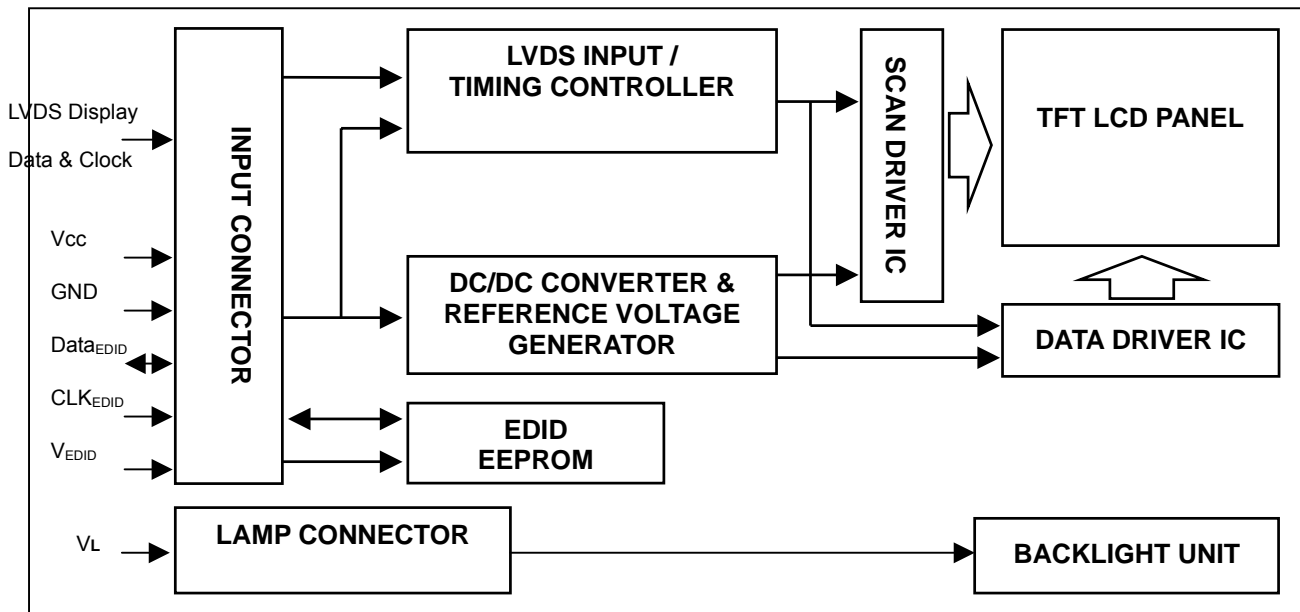 LVDS Display
Data & Clock
Vcc
GND
DataEDID
CLKEDID
VEDID
VL
INPUT CONNECTOR
LVDS INPUT /
TIMING CONTROLLER
DC/DC CONVERTER &
REFERENCE VOLTAGE
GENERATOR
EDID
EEPROM
LAMP CONNECTOR
SCAN DRIVER IC
TFT LCD PANEL
DATA DRIVER IC
BACKLIGHT UNIT